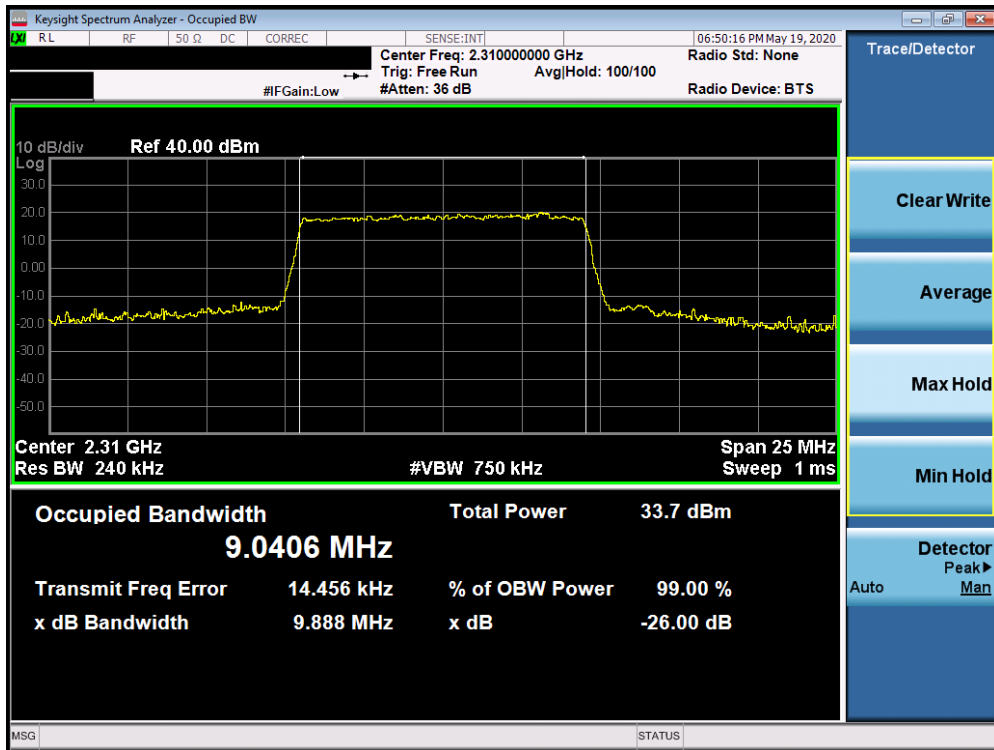 Keysight Spectrum Analyzer - Occupied BW
LXI RL RF 50 Ω DC CORREC SENSE:INT 06:50:16 PM May 19, 2020
Center Freq: 2.310000000 GHz Radio Std: None
Trig: Free Run Avg|Hold: 100/100
#IFGain:Low #Atten: 36 dB Radio Device: BTS
10 dB/div Ref 40.00 dBm
Log
30.0
20.0
10.0
0.00
-10.0
-20.0
-30.0
-40.0
-50.0
Center 2.31 GHz Span 25 MHz
Res BW 240 kHz #VBW 750 kHz Sweep 1 ms
Occupied Bandwidth Total Power 33.7 dBm
9.0406 MHz
Transmit Freq Error 14.456 kHz % of OBW Power 99.00 %
x dB Bandwidth 9.888 MHz x dB -26.00 dB
Trace/Detector
Clear Write
Average
Max Hold
Min Hold
Detector
Peak▶
Auto Man
MSG STATUS